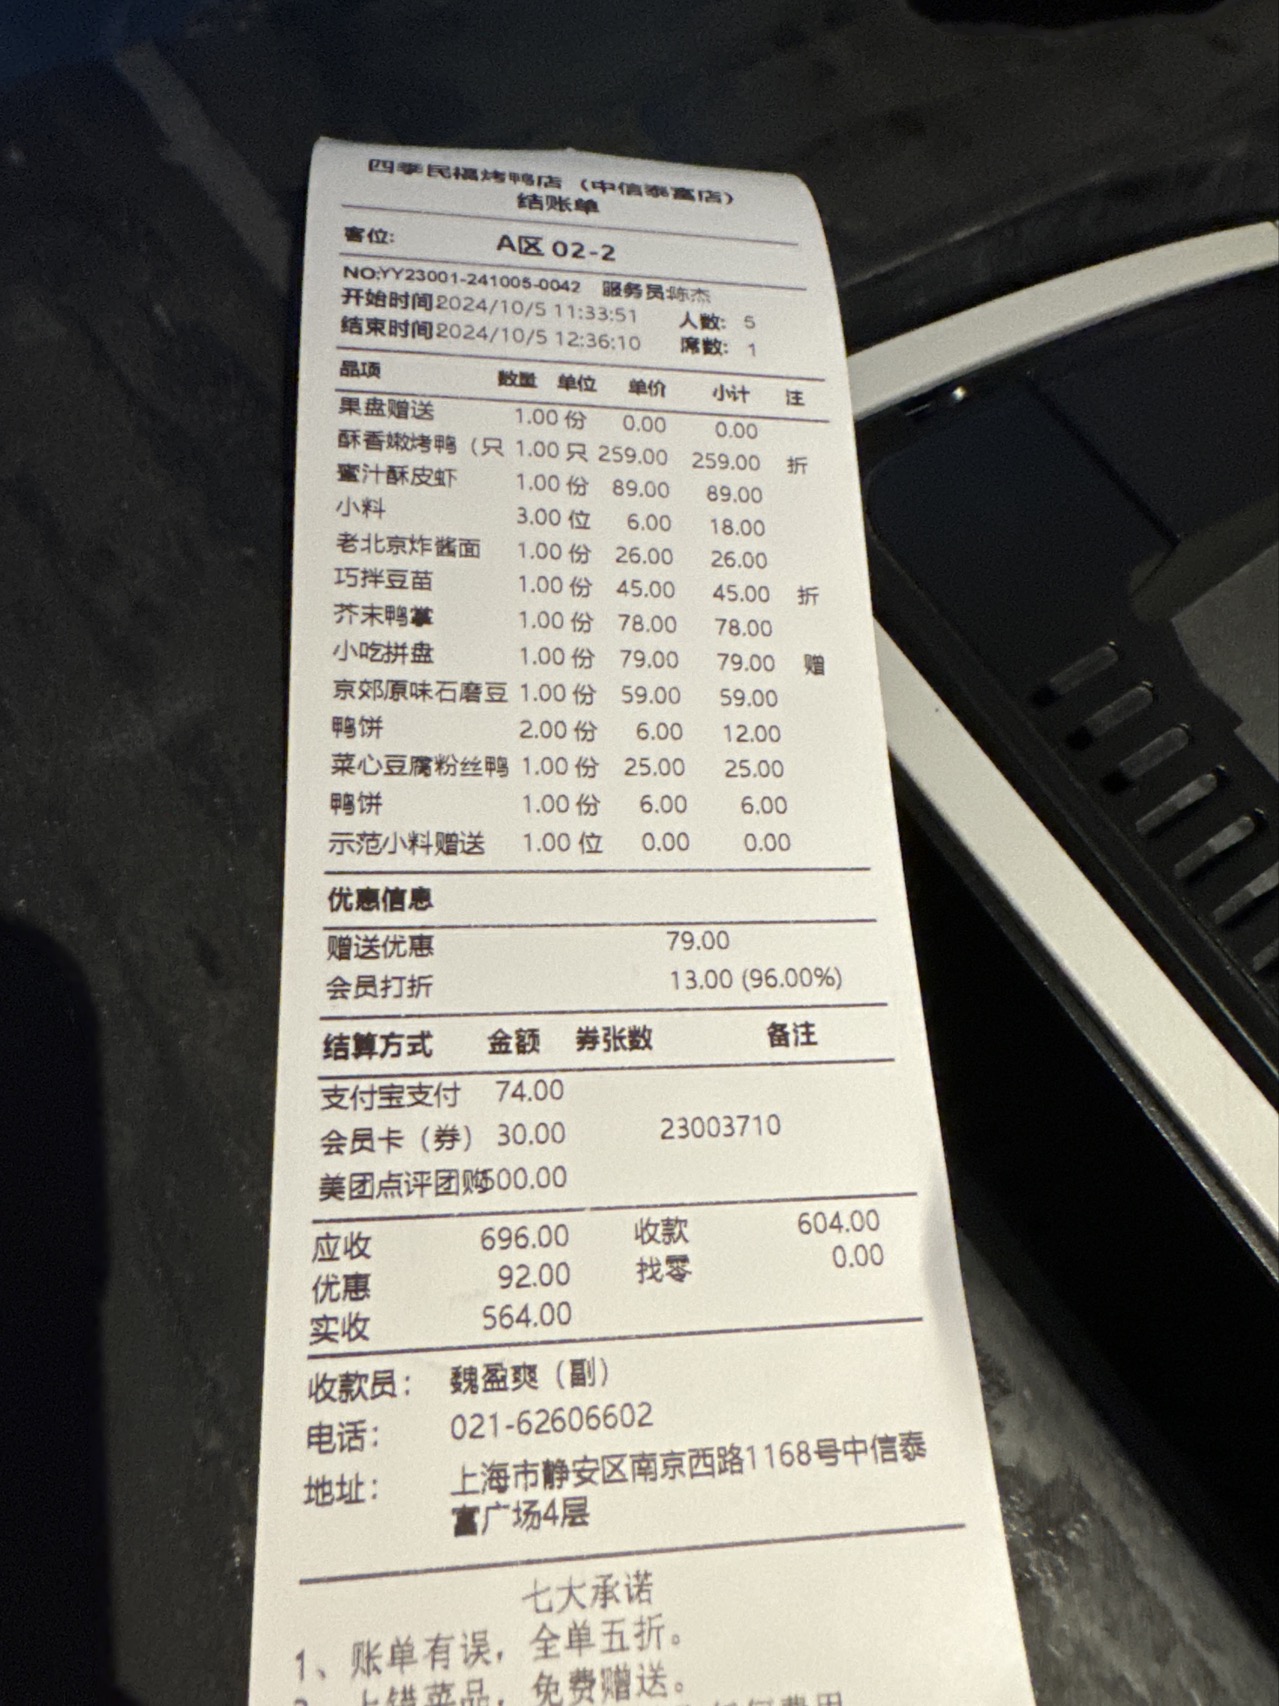 四季民福烤鸭店（中信泰富店）
结账单
客位: A区 02-2
NO:YY23001-241005-0042 服务员:陈杰
开始时间2024/10/5 11:33:51 人数: 5
结束时间2024/10/5 12:36:10 席数: 1
品项 数量 单位 单价 小计 注
果盘赠送 1.00 份 0.00 0.00
酥香嫩烤鸭（只 1.00 只 259.00 259.00 折
蜜汁酥皮虾 1.00 份 89.00 89.00
小料 3.00 位 6.00 18.00
老北京炸酱面 1.00 份 26.00 26.00
巧拌豆苗 1.00 份 45.00 45.00 折
芥末鸭掌 1.00 份 78.00 78.00
小吃拼盘 1.00 份 79.00 79.00 赠
京郊原味石磨豆 1.00 份 59.00 59.00
鸭饼 2.00 份 6.00 12.00
菜心豆腐粉丝鸭 1.00 份 25.00 25.00
鸭饼 1.00 份 6.00 6.00
示范小料赠送 1.00 位 0.00 0.00
优惠信息
赠送优惠 79.00
会员打折 13.00 (96.00%)
结算方式 金额 券张数 备注
支付宝支付 74.00
会员卡（券） 30.00 23003710
美团点评团购500.00
应收 696.00 收款 604.00
优惠 92.00 找零 0.00
实收 564.00
收款员： 魏盈爽（副）
电话： 021-62606602
地址： 上海市静安区南京西路1168号中信泰
富广场4层
七大承诺
1、账单有误，全单五折。
上错菜品，免费赠送。